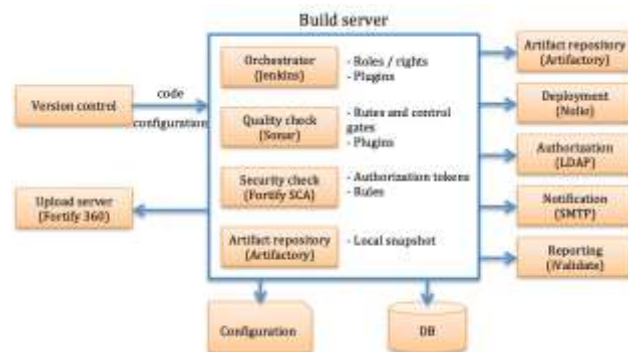 Build server
Orchestrator
(Jenkins)
- Roles / rights
- Plugins
Quality check
(Sonar)
- Rules and control
gates
- Plugins
Security check
(Fortify SCA)
- Authorization tokens
- Rules
Artifact repository
(Artifactory)
- Local snapshot
Version control
code
configuration
Upload server
(Fortify 360)
Artifact repository
(Artifactory)
Deployment
(Nolio)
Authorization
(LDAP)
Notification
(SMTP)
Reporting
(iValidate)
Configuration
DB